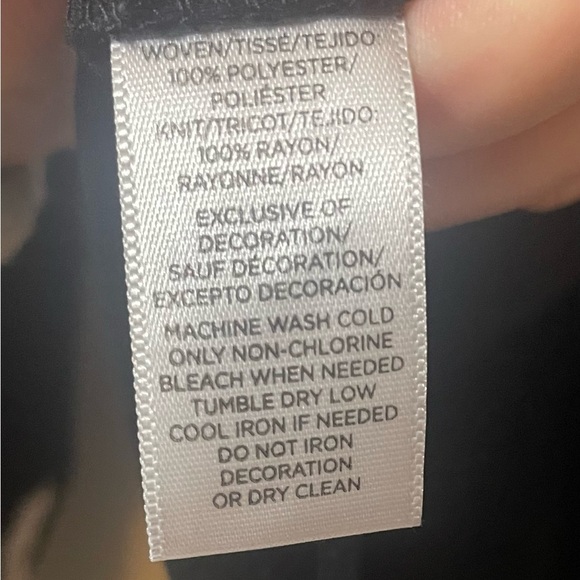 WOVEN/TISSÉ/TEJIDO
100% POLYESTER/
POLIÉSTER
KNIT/TRICOT/TEJIDO
100% RAYON/
RAYONNE/RAYON
EXCLUSIVE OF
DECORATION/
SAUF DÉCORATION/
EXCEPTO DECORACIÓN
MACHINE WASH COLD
ONLY NON-CHLORINE
BLEACH WHEN NEEDED
TUMBLE DRY LOW
COOL IRON IF NEEDED
DO NOT IRON
DECORATION
OR DRY CLEAN